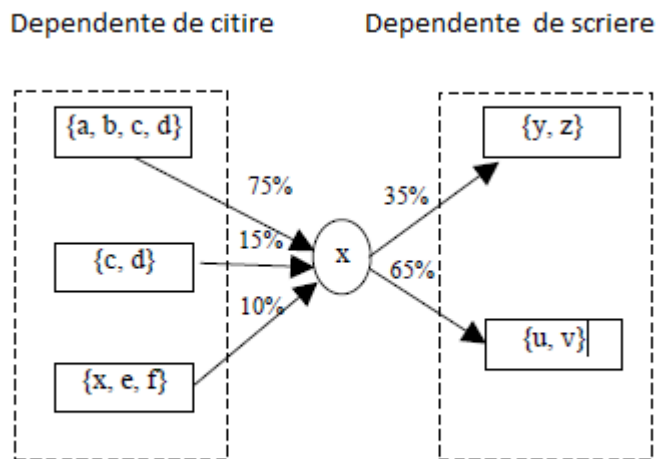 Dependente de citire
Dependente de scriere
{a, b, c, d}
{y, z}
75%
35%
15%
{c, d}
x
65%
10%
{u, v}
{x, e, f}